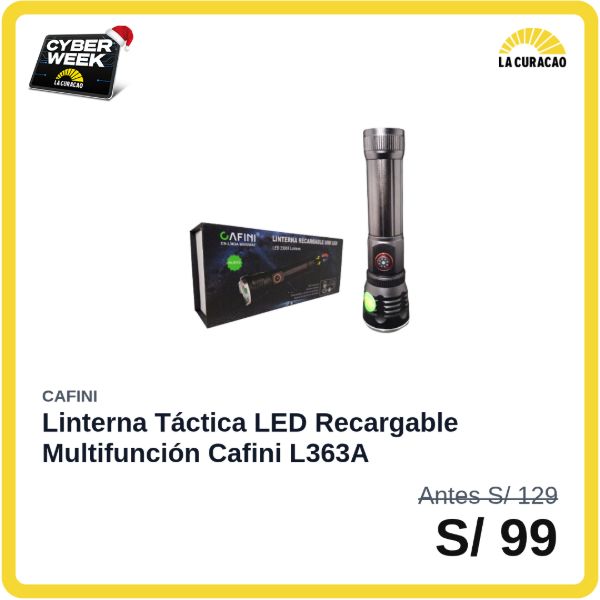 CYBER
WEEK
LA CURACAO
LA CURACAO
CAFINI
LINTERNA RECARGABLE
CAFINI
Linterna Táctica LED Recargable
Multifunción Cafini L363A
Antes S/ 129
S/ 99